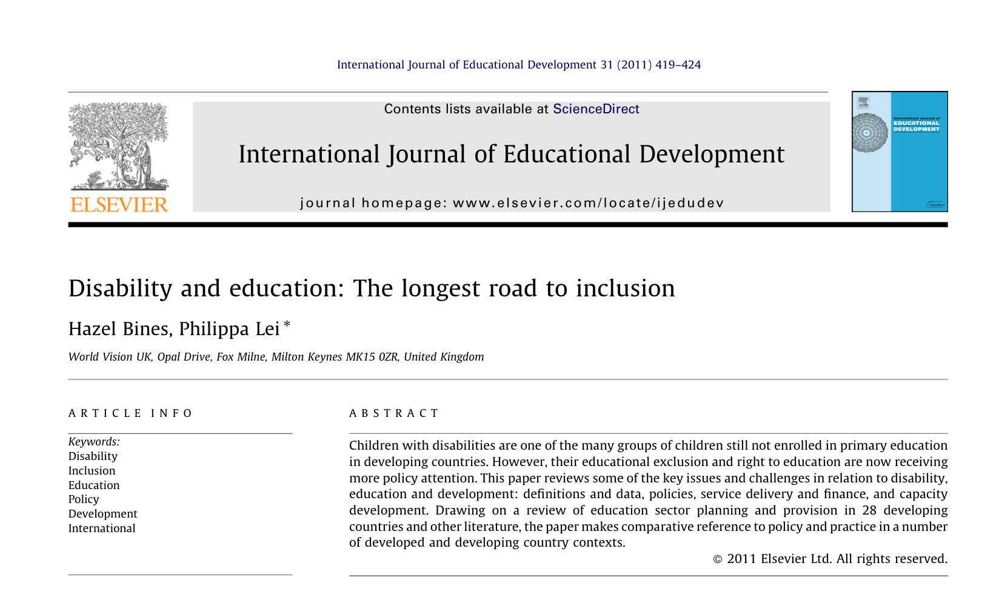 International Journal of Educational Development 31 (2011) 419–424
Contents lists available at ScienceDirect
International Journal of Educational Development
journal homepage: www.elsevier.com/locate/ijedudev
NON SOLUS
ELSEVIER
International Journal of
EDUCATIONAL
DEVELOPMENT
Disability and education: The longest road to inclusion
Hazel Bines, Philippa Lei *
World Vision UK, Opal Drive, Fox Milne, Milton Keynes MK15 0ZR, United Kingdom
ARTICLE INFO
Keywords:
Disability
Inclusion
Education
Policy
Development
International
ABSTRACT
Children with disabilities are one of the many groups of children still not enrolled in primary education
in developing countries. However, their educational exclusion and right to education are now receiving
more policy attention. This paper reviews some of the key issues and challenges in relation to disability,
education and development: definitions and data, policies, service delivery and finance, and capacity
development. Drawing on a review of education sector planning and provision in 28 developing
countries and other literature, the paper makes comparative reference to policy and practice in a number
of developed and developing country contexts.
© 2011 Elsevier Ltd. All rights reserved.